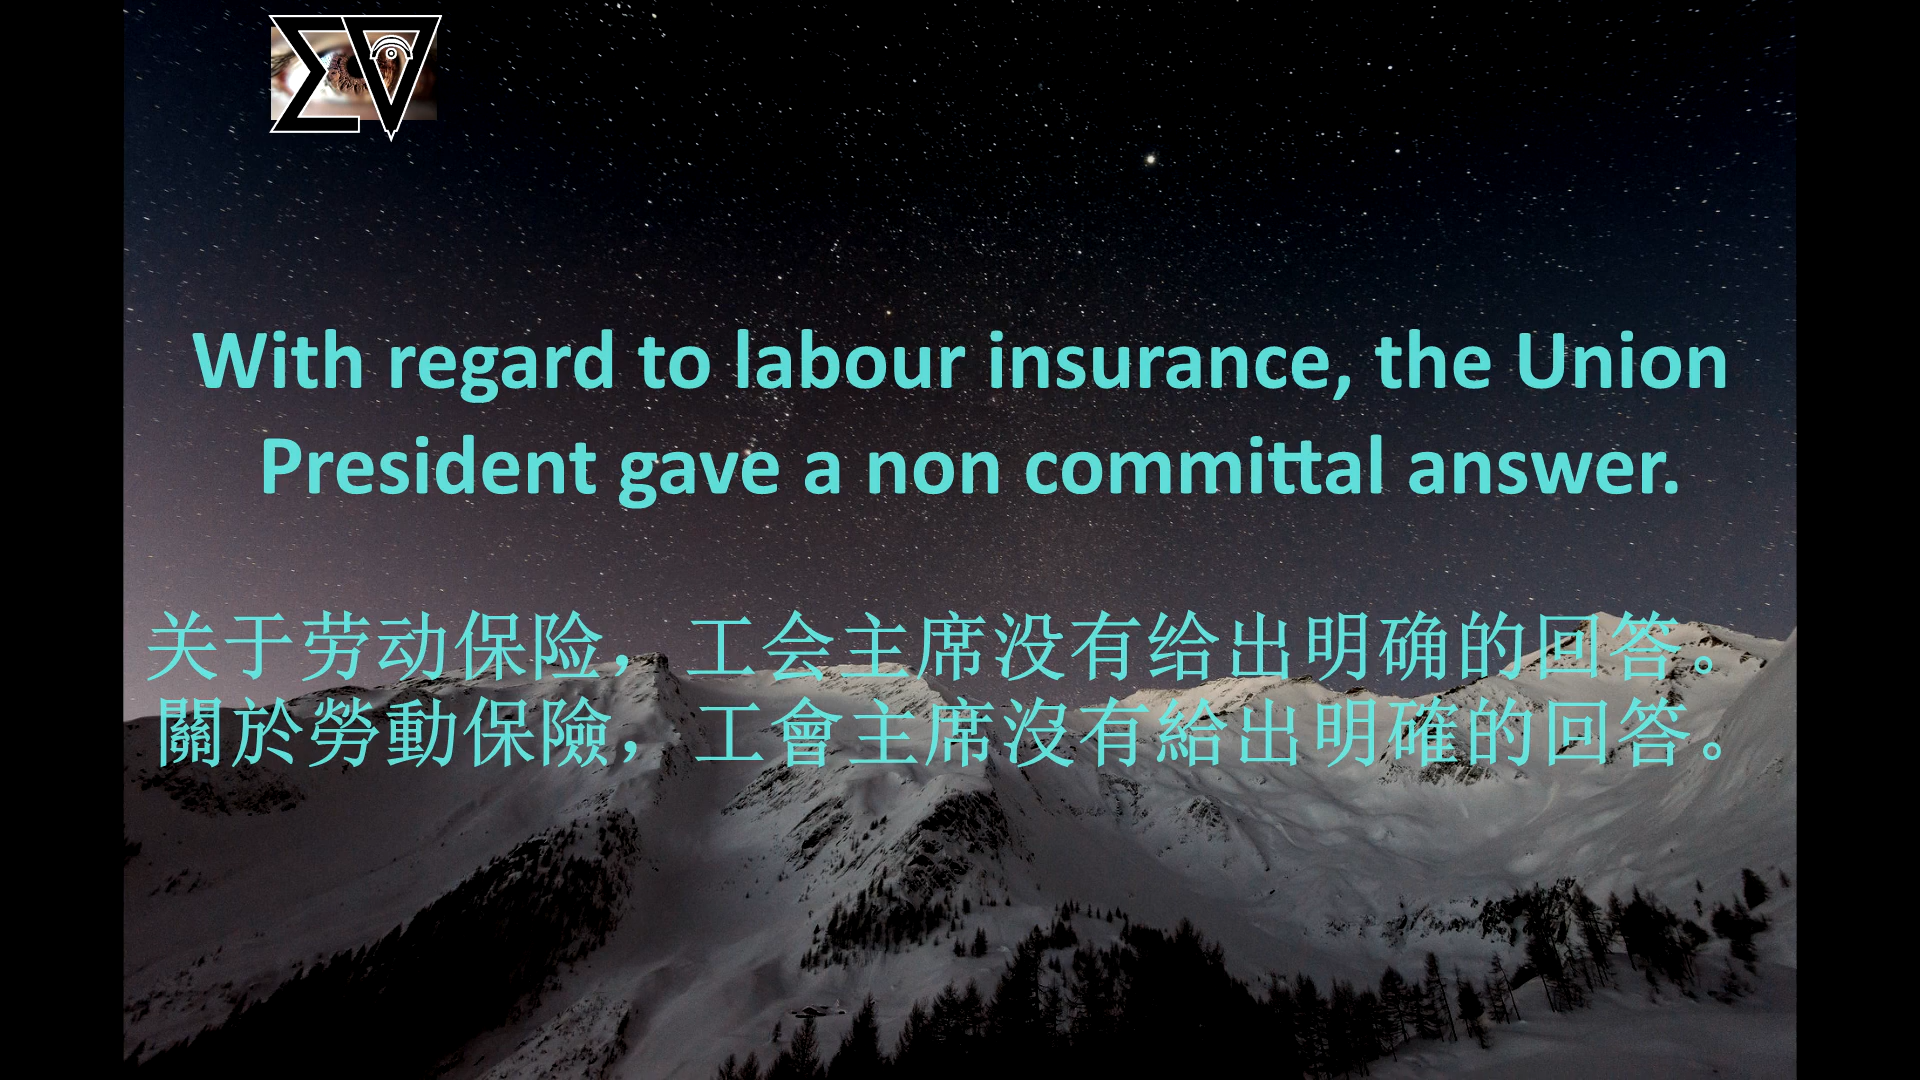 With regard to labour insurance, the Union
President gave a non committal answer.
关于劳动保险，工会主席没有给出明确的回答。
關於勞動保險，工會主席沒有給出明確的回答。